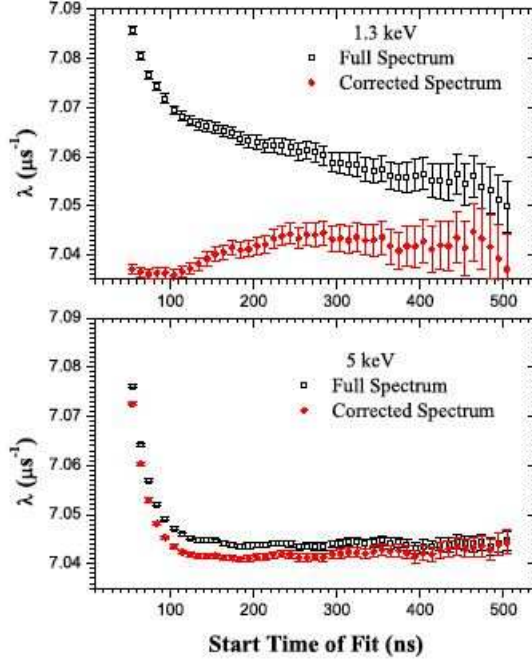 7.09
1.3 keV
Full Spectrum
Corrected Spectrum
7.08
7.07
7.06
7.05
7.04
λ (μs⁻¹)
100
200
300
400
500
7.09
5 keV
Full Spectrum
Corrected Spectrum
7.08
7.07
7.06
7.05
7.04
λ (μs⁻¹)
100
200
300
400
500
Start Time of Fit (ns)